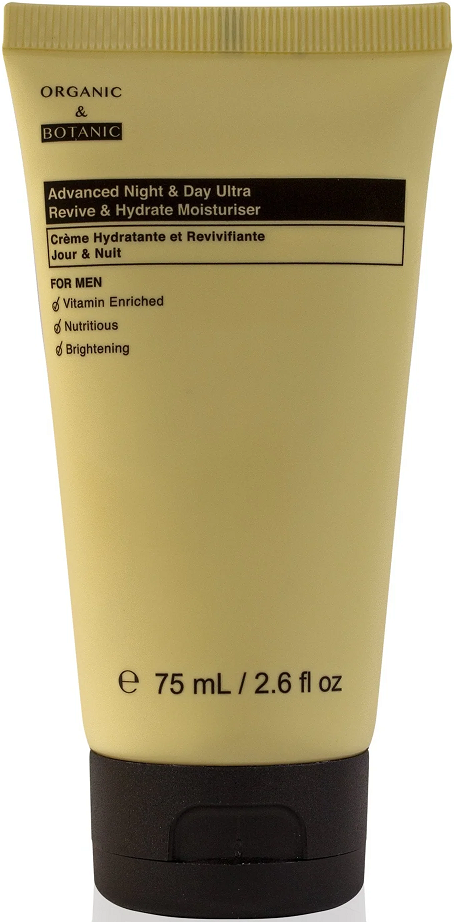 ORGANIC
&
BOTANIC
Advanced Night & Day Ultra
Revive & Hydrate Moisturiser
Crème Hydratante et Revivifiante
Jour & Nuit
FOR MEN
Vitamin Enriched
Nutritious
Brightening
℮ 75 mL / 2.6 fl oz